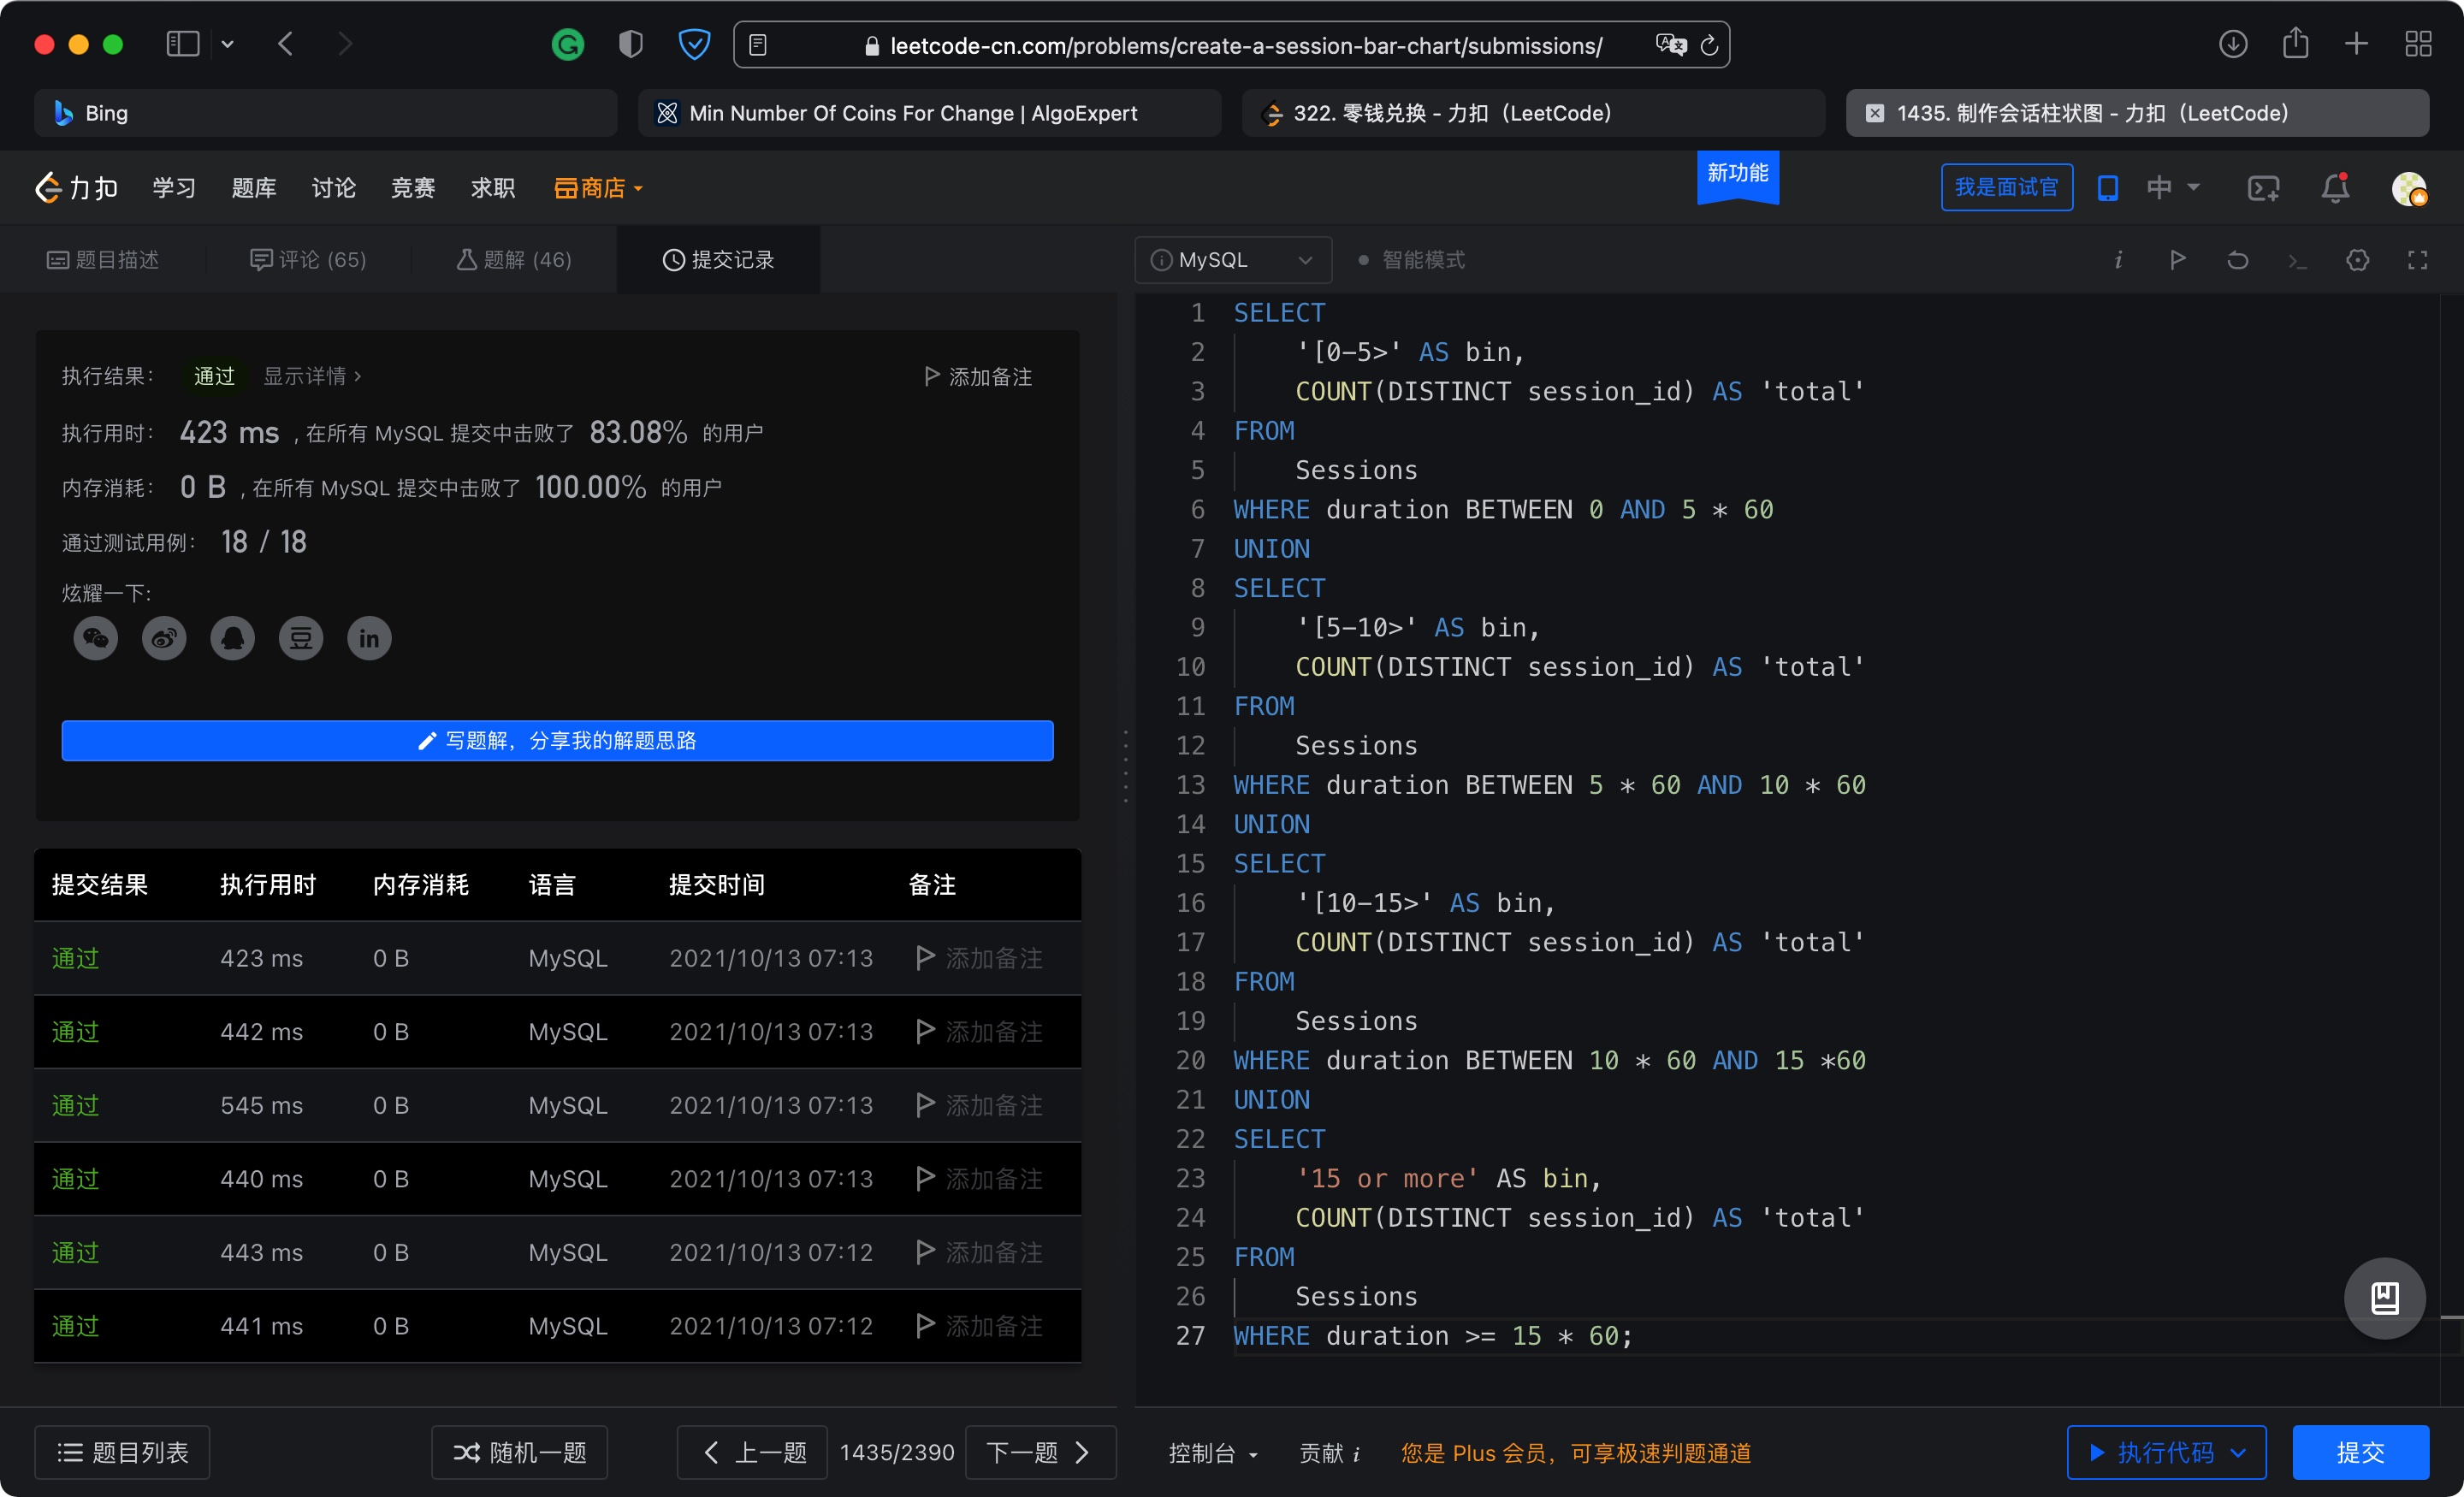 leetcode-cn.com/problems/create-a-session-bar-chart/submissions/
Bing
Min Number Of Coins For Change | AlgoExpert
322. 零钱兑换 - 力扣（LeetCode）
1435. 制作会话柱状图 - 力扣（LeetCode）
力扣 学习 题库 讨论 竞赛 求职 商店
新功能
我是面试官 中
题目描述 评论 (65) 题解 (46) 提交记录
执行结果： 通过 显示详情 > 添加备注
执行用时： 423 ms , 在所有 MySQL 提交中击败了 83.08% 的用户
内存消耗： 0 B , 在所有 MySQL 提交中击败了 100.00% 的用户
通过测试用例： 18 / 18
炫耀一下:
写题解，分享我的解题思路
提交结果 执行用时 内存消耗 语言 提交时间 备注
通过 423 ms 0 B MySQL 2021/10/13 07:13 添加备注
通过 442 ms 0 B MySQL 2021/10/13 07:13 添加备注
通过 545 ms 0 B MySQL 2021/10/13 07:13 添加备注
通过 440 ms 0 B MySQL 2021/10/13 07:13 添加备注
通过 443 ms 0 B MySQL 2021/10/13 07:12 添加备注
通过 441 ms 0 B MySQL 2021/10/13 07:12 添加备注
题目列表 随机一题 上一题 1435/2390 下一题
MySQL 智能模式
1 SELECT
2 '[0-5>' AS bin,
3 COUNT(DISTINCT session_id) AS 'total'
4 FROM
5 Sessions
6 WHERE duration BETWEEN 0 AND 5 * 60
7 UNION
8 SELECT
9 '[5-10>' AS bin,
10 COUNT(DISTINCT session_id) AS 'total'
11 FROM
12 Sessions
13 WHERE duration BETWEEN 5 * 60 AND 10 * 60
14 UNION
15 SELECT
16 '[10-15>' AS bin,
17 COUNT(DISTINCT session_id) AS 'total'
18 FROM
19 Sessions
20 WHERE duration BETWEEN 10 * 60 AND 15 *60
21 UNION
22 SELECT
23 '15 or more' AS bin,
24 COUNT(DISTINCT session_id) AS 'total'
25 FROM
26 Sessions
27 WHERE duration >= 15 * 60;
控制台 贡献 i 您是 Plus 会员，可享极速判题通道 执行代码 提交